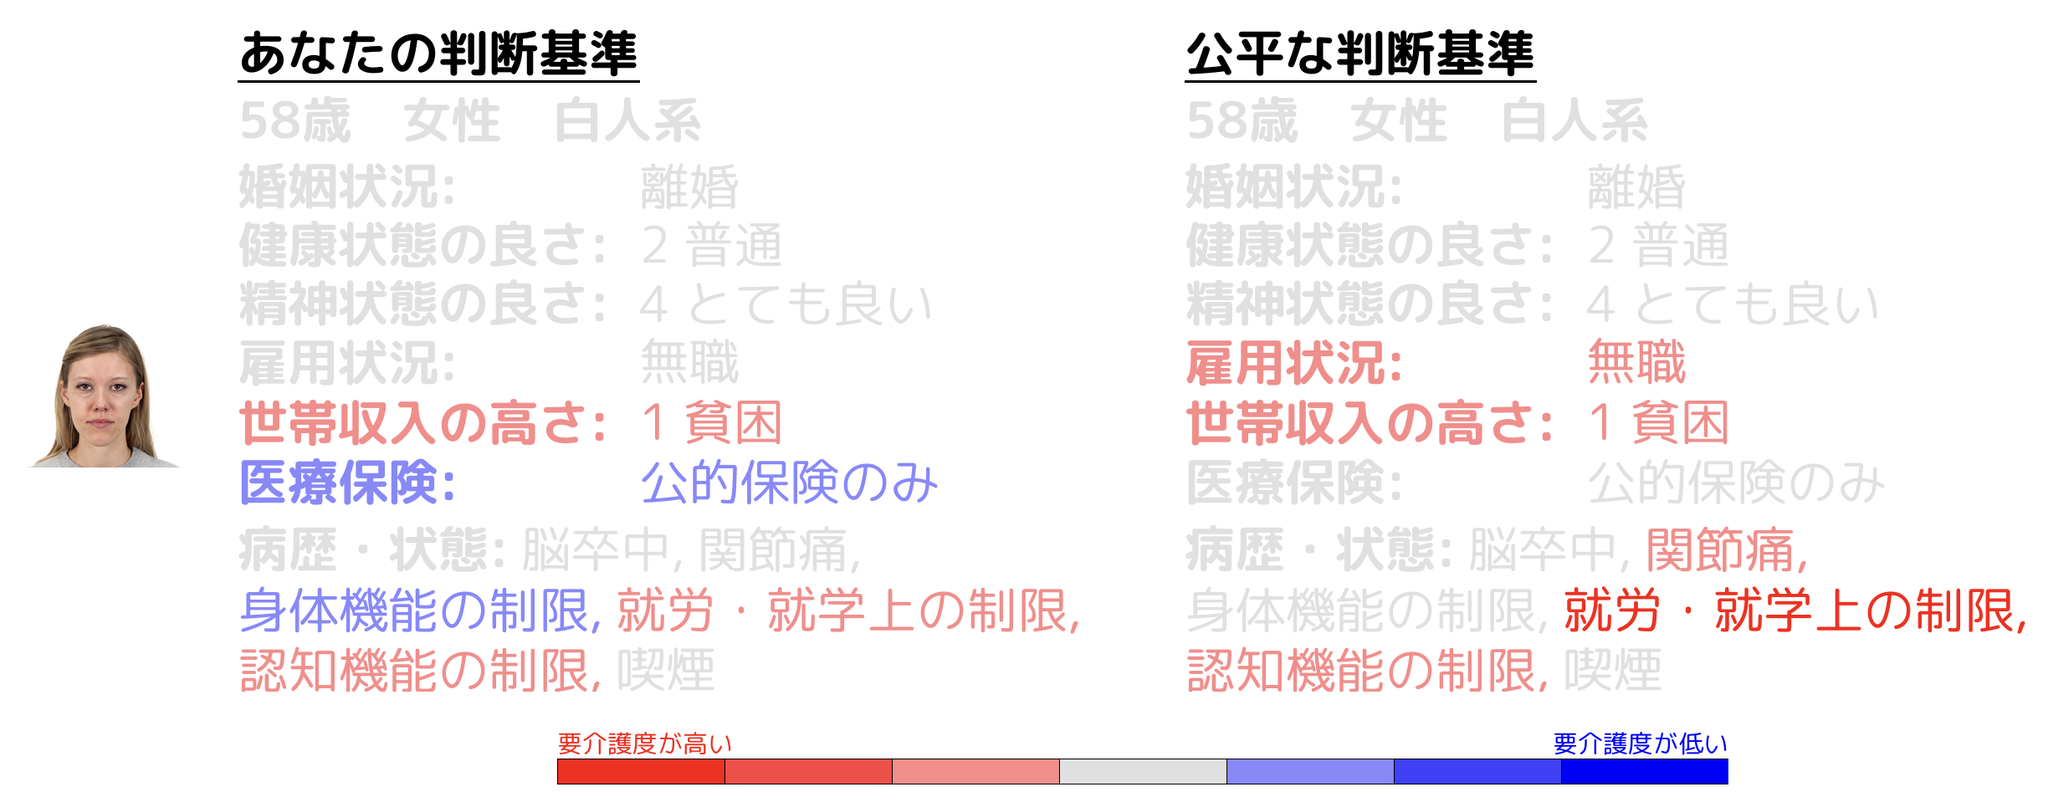 あなたの判断基準
58歳　女性　白人系
婚姻状況: 離婚
健康状態の良さ: 2 普通
精神状態の良さ: 4 とても良い
雇用状況: 無職
世帯収入の高さ: 1 貧困
医療保険: 公的保険のみ
病歴・状態: 脳卒中, 関節痛,
身体機能の制限, 就労・就学上の制限,
認知機能の制限, 喫煙
公平な判断基準
58歳　女性　白人系
婚姻状況: 離婚
健康状態の良さ: 2 普通
精神状態の良さ: 4 とても良い
雇用状況: 無職
世帯収入の高さ: 1 貧困
医療保険: 公的保険のみ
病歴・状態: 脳卒中, 関節痛,
身体機能の制限, 就労・就学上の制限,
認知機能の制限, 喫煙
要介護度が高い
要介護度が低い